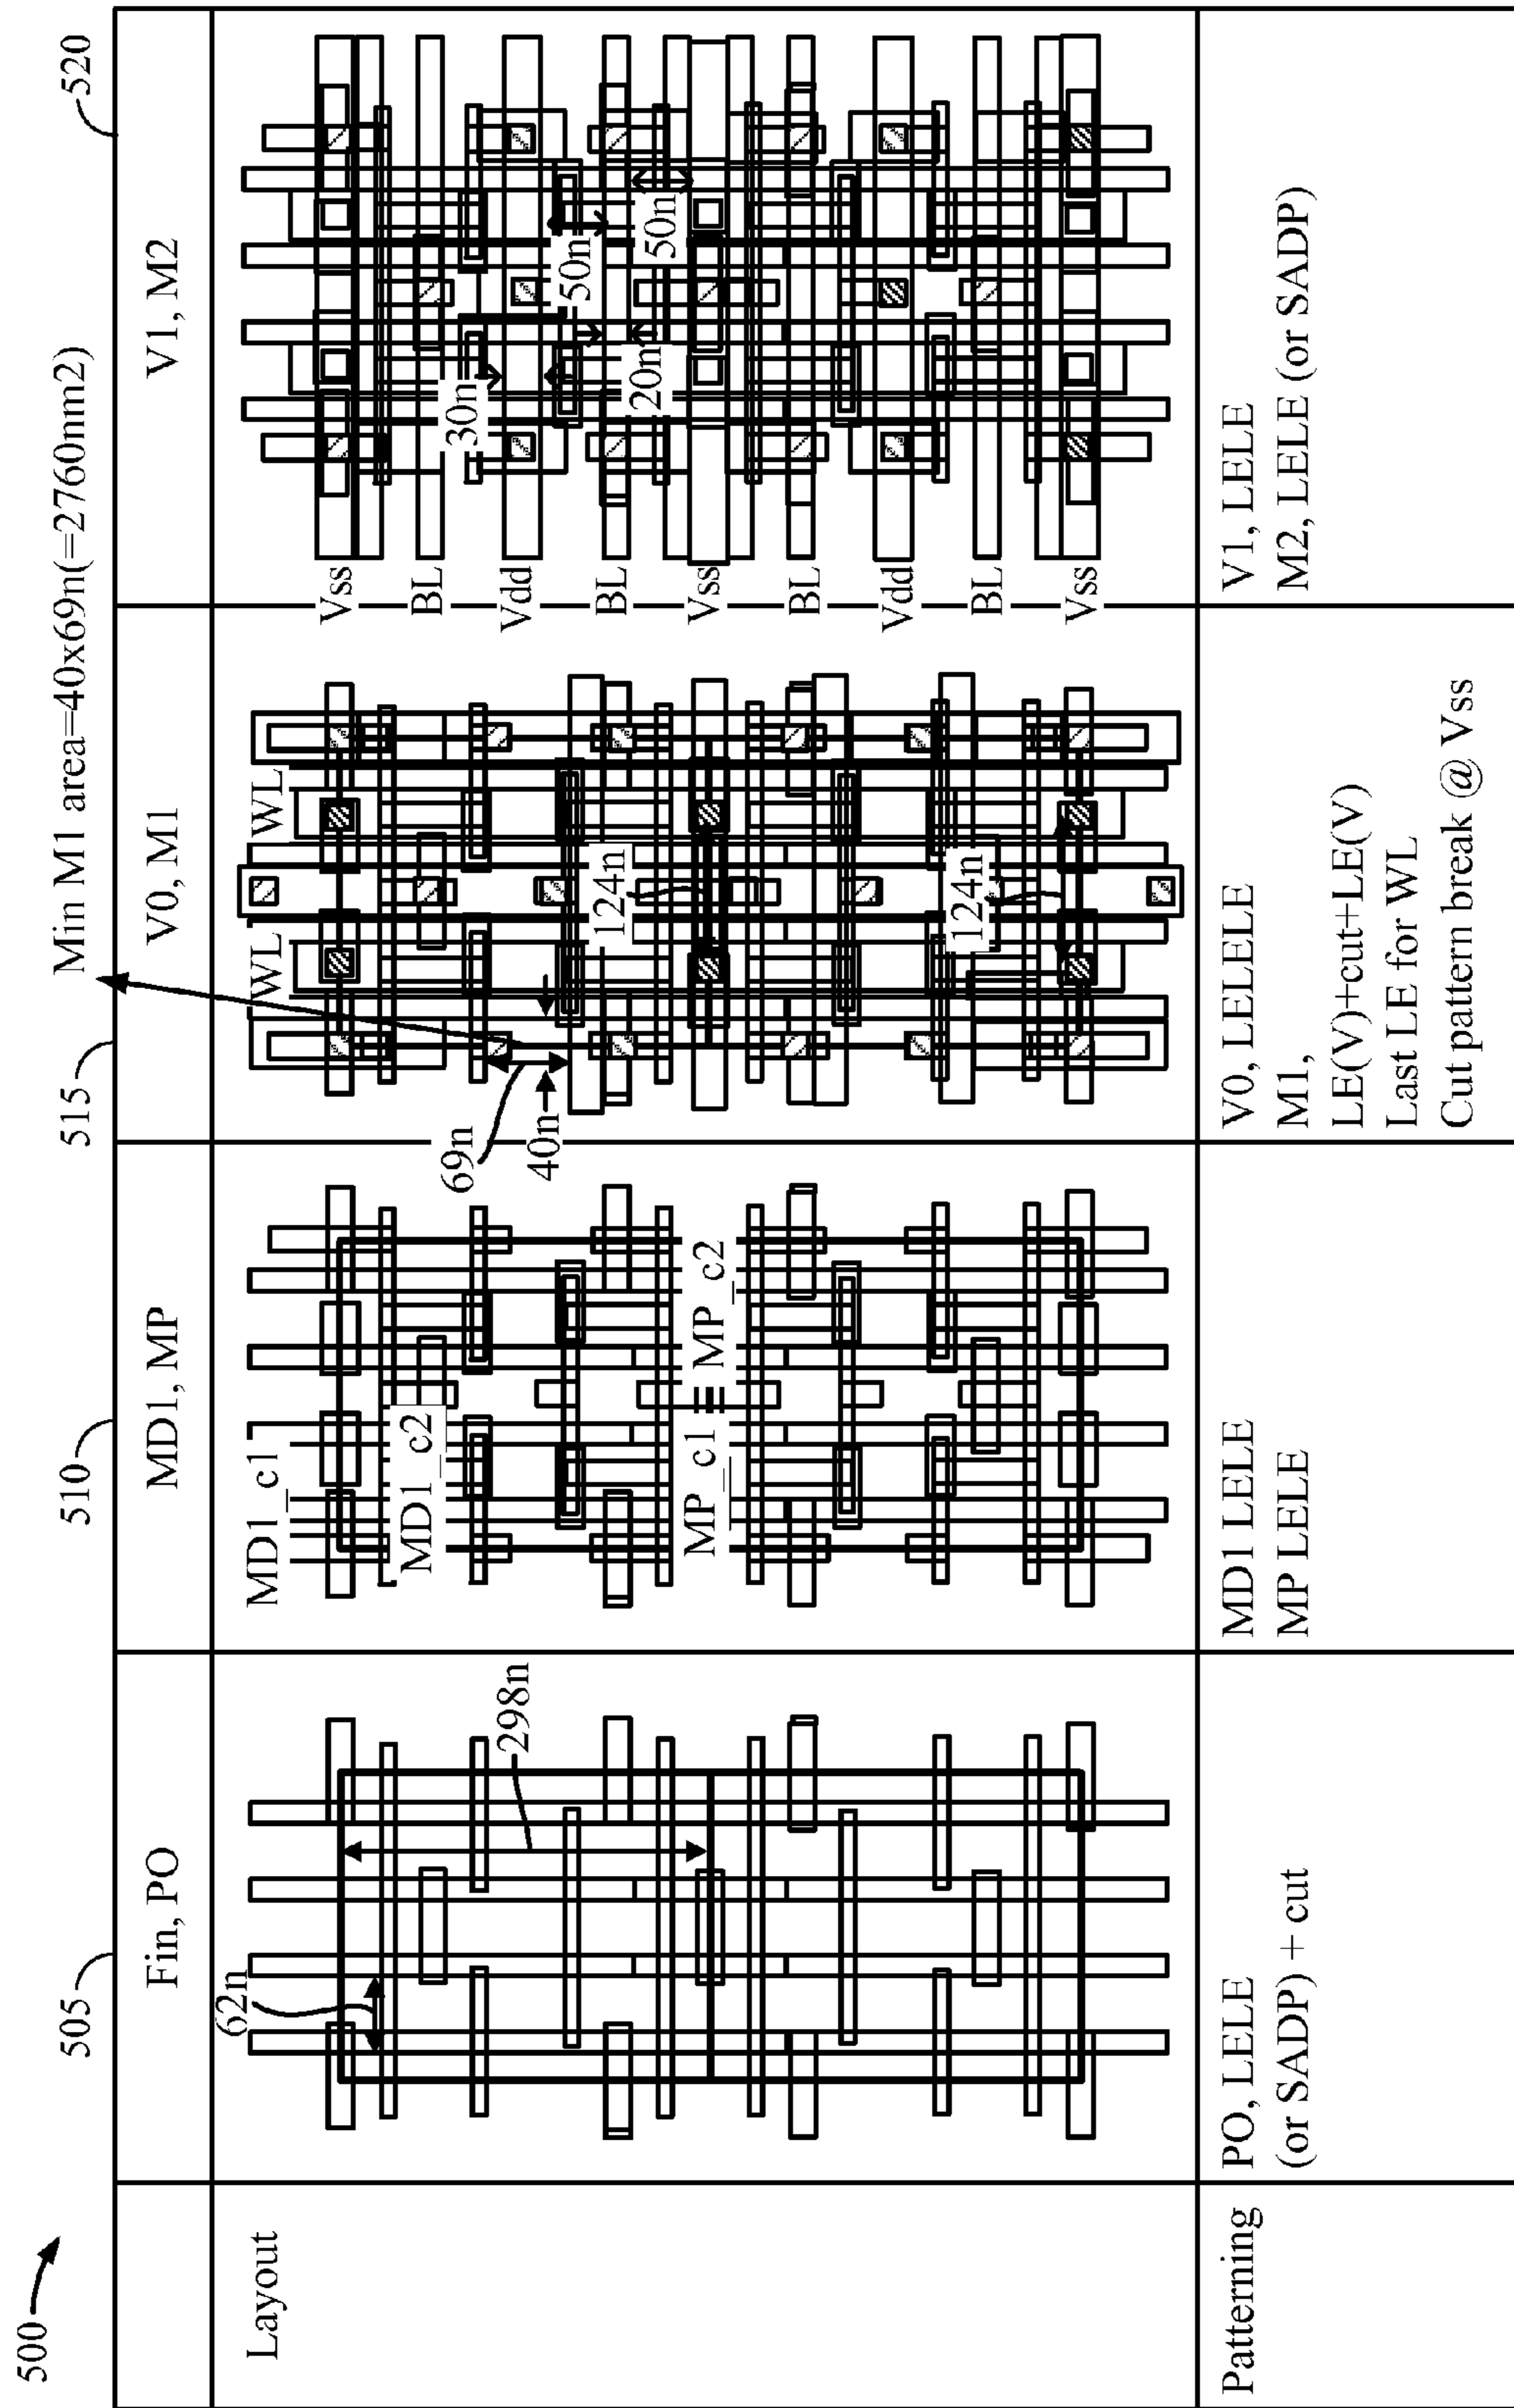 500
505
510
515
520
Min M1 area=40x69n(=2760nm2)
Fin, PO
MD1, MP
V0, M1
V1, M2
Layout
62n
298n
MD1_c1
MD1_c2
MP_c1
MP_c2
69n
40n
WL
WL
124n
124n
Vss
BL
Vdd
BL
Vss
BL
Vdd
BL
Vss
30n
20n
50n
50n
Patterning
PO, LELE
(or SADP) + cut
MD1 LELE
MP LELE
V0, LELELE
M1,
LE(V)+cut+LE(V)
Last LE for WL
Cut pattern break @ Vss
V1, LELE
M2, LELE (or SADP)